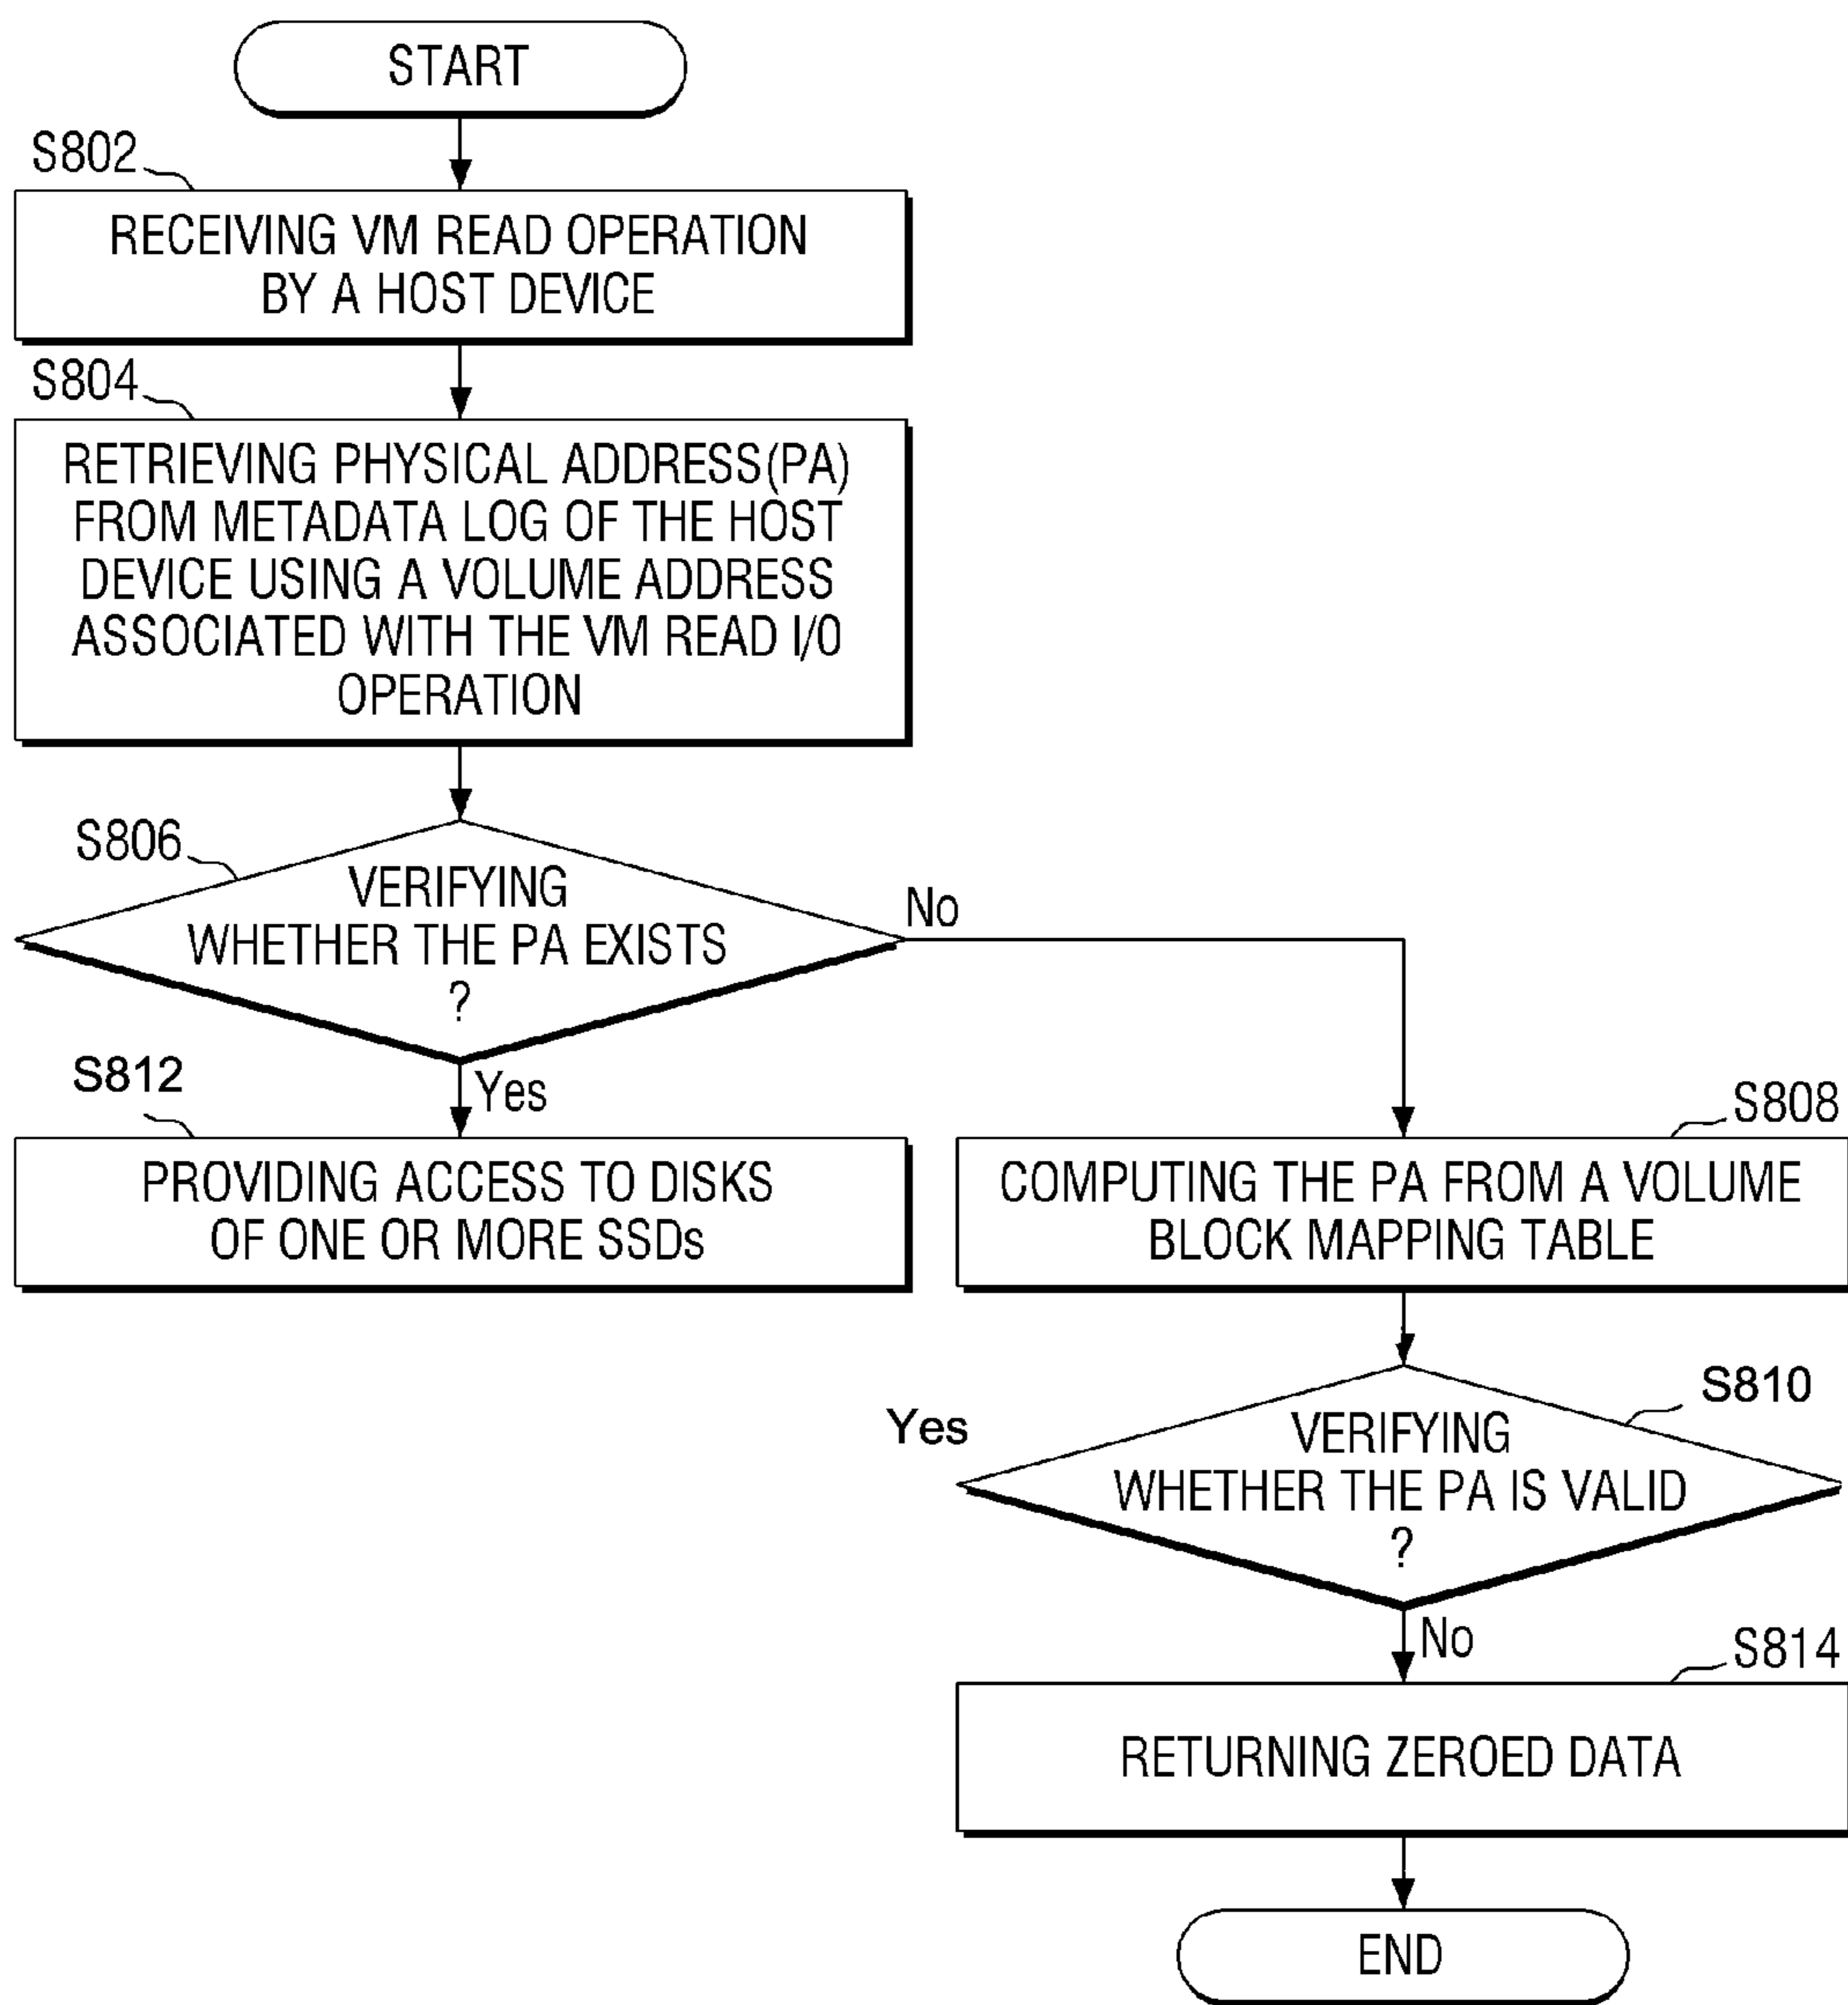 START
S802
RECEIVING VM READ OPERATION
BY A HOST DEVICE
S804
RETRIEVING PHYSICAL ADDRESS(PA)
FROM METADATA LOG OF THE HOST
DEVICE USING A VOLUME ADDRESS
ASSOCIATED WITH THE VM READ I/O
OPERATION
S806
VERIFYING
WHETHER THE PA EXISTS
?
No
Yes
S812
PROVIDING ACCESS TO DISKS
OF ONE OR MORE SSDs
S808
COMPUTING THE PA FROM A VOLUME
BLOCK MAPPING TABLE
S810
Yes
VERIFYING
WHETHER THE PA IS VALID
?
No
S814
RETURNING ZEROED DATA
END